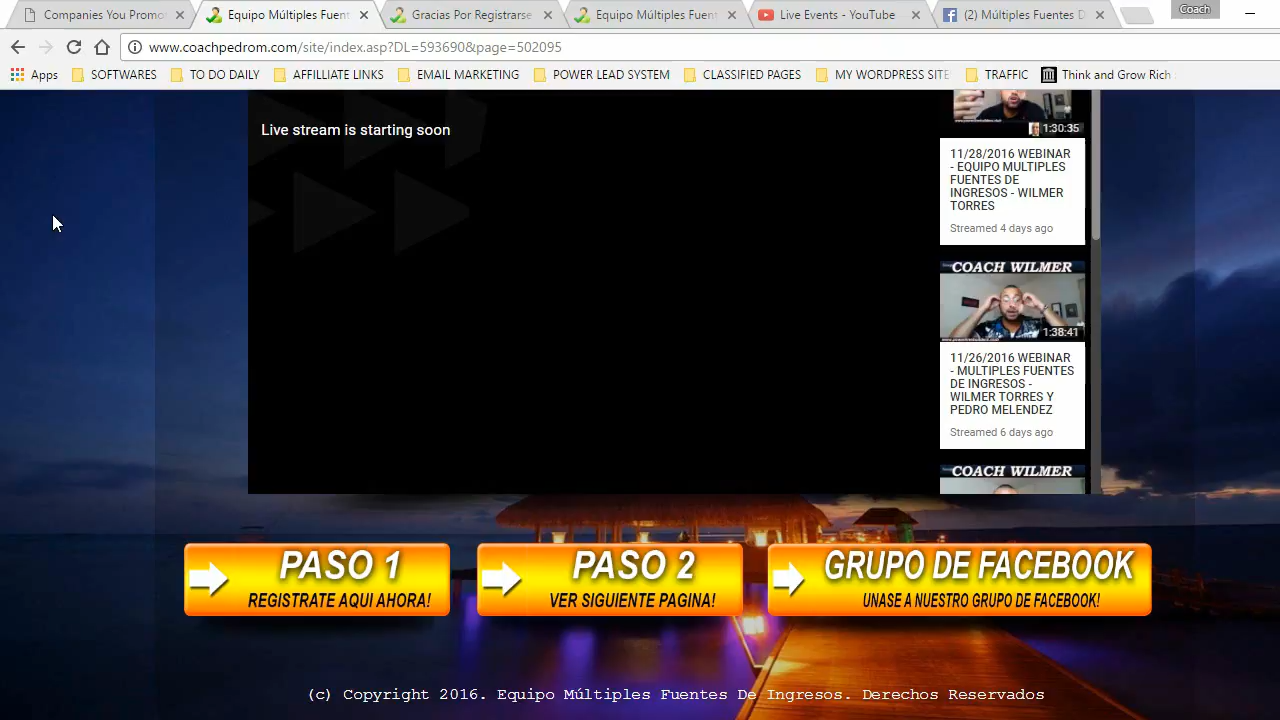 Companies You Promo
Equipo Múltiples Fuent
Gracias Por Registrarse
Equipo Múltiples Fuent
Live Events - YouTube
(2) Múltiples Fuentes D
Coach
www.coachpedrom.com/site/index.asp?DL=593690&page=502095
Apps
SOFTWARES
TO DO DAILY
AFFILLIATE LINKS
EMAIL MARKETING
POWER LEAD SYSTEM
CLASSIFIED PAGES
MY WORDPRESS SITE
TRAFFIC
Think and Grow Rich
Live stream is starting soon
1:30:35
11/28/2016 WEBINAR
- EQUIPO MULTIPLES
FUENTES DE
INGRESOS - WILMER
TORRES
Streamed 4 days ago
COACH WILMER
1:38:41
11/26/2016 WEBINAR
- MULTIPLES FUENTES
DE INGRESOS -
WILMER TORRES Y
PEDRO MELENDEZ
Streamed 6 days ago
COACH WILMER
PASO 1
REGISTRATE AQUI AHORA!
PASO 2
VER SIGUIENTE PAGINA!
GRUPO DE FACEBOOK
UNASE A NUESTRO GRUPO DE FACEBOOK!
(c) Copyright 2016. Equipo Múltiples Fuentes De Ingresos. Derechos Reservados